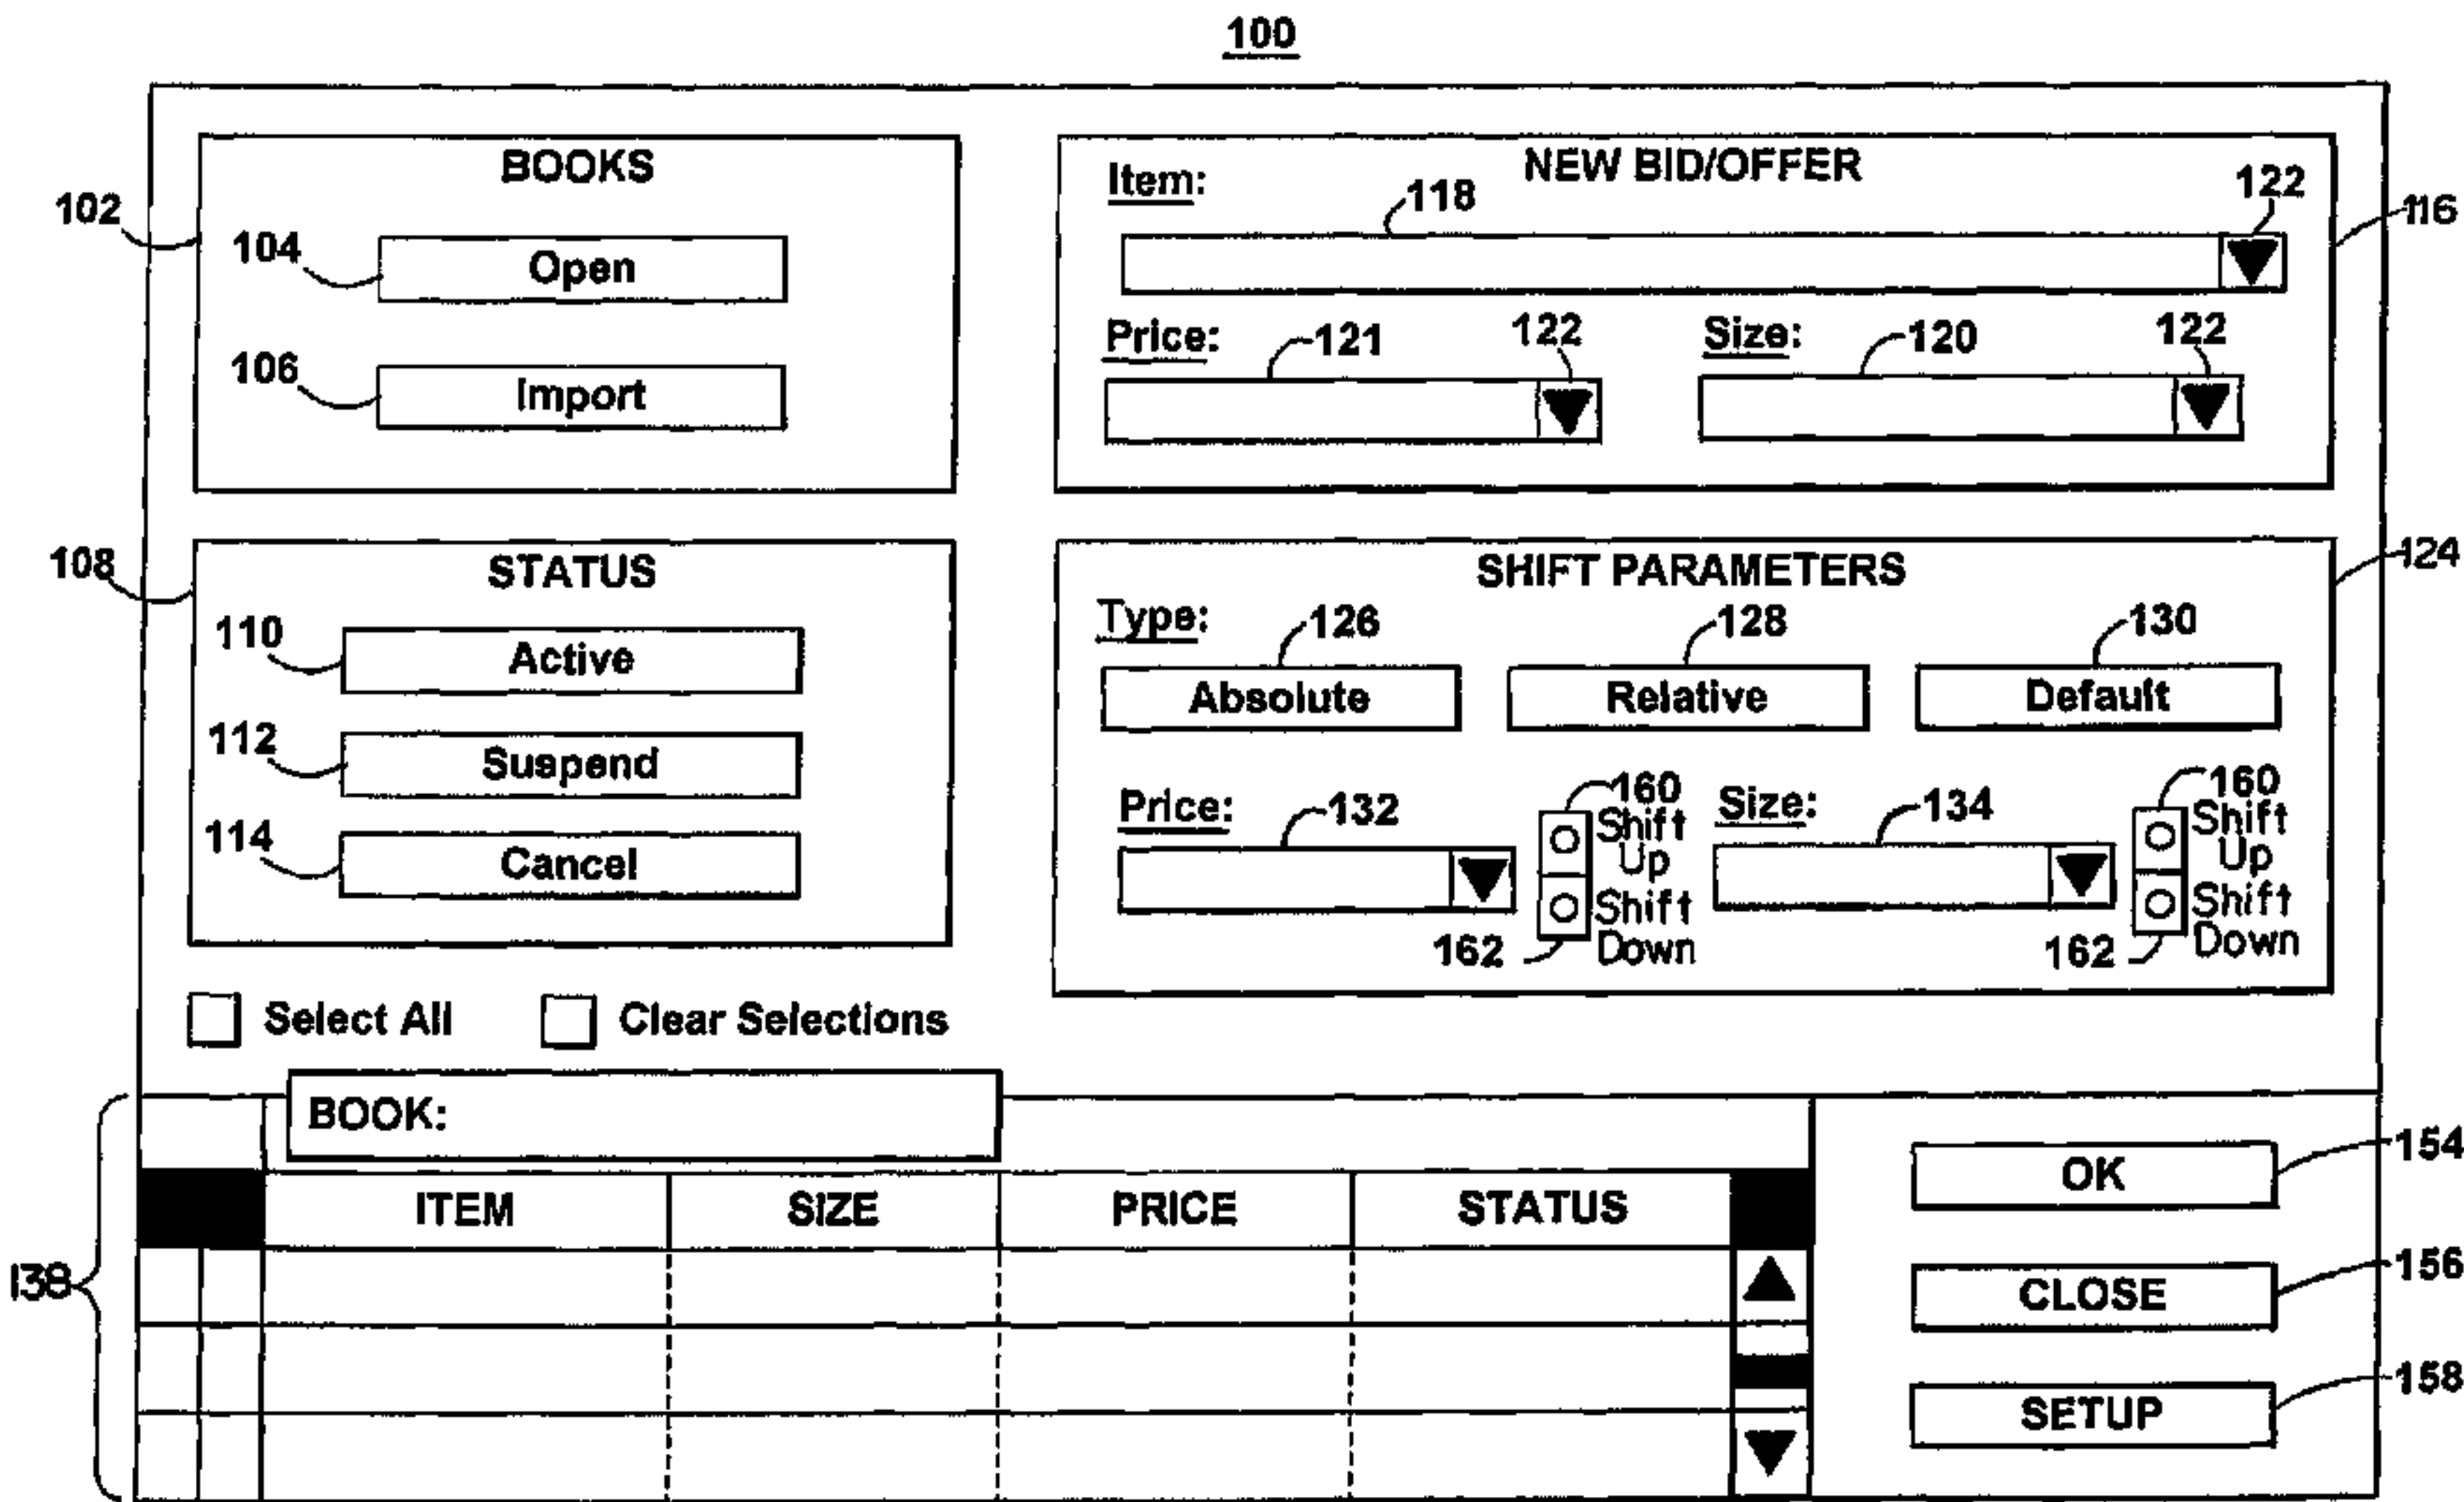 100
BOOKS
102
104
Open
106
Import
NEW BID/OFFER
Item:
118
122
116
Price:
121
122
Size:
120
122
STATUS
108
110
Active
112
Suspend
114
Cancel
SHIFT PARAMETERS
124
Type:
126
128
130
Absolute
Relative
Default
Price:
132
160
Shift
Up
Shift
Down
162
Size:
134
160
Shift
Up
Shift
Down
162
Select All
Clear Selections
BOOK:
138
ITEM
SIZE
PRICE
STATUS
OK
154
CLOSE
156
SETUP
158